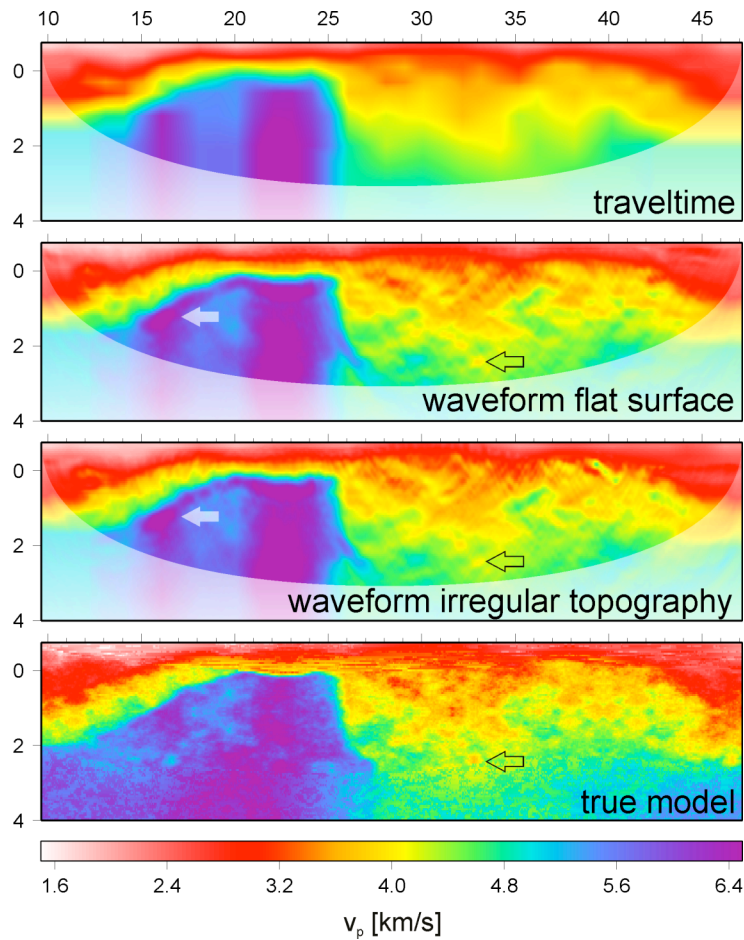 10 15 20 25 30 35 40 45
0
2
4
traveltime
0
2
4
waveform flat surface
0
2
4
waveform irregular topography
0
2
4
true model
1.6 2.4 3.2 4.0 4.8 5.6 6.4
vp [km/s]